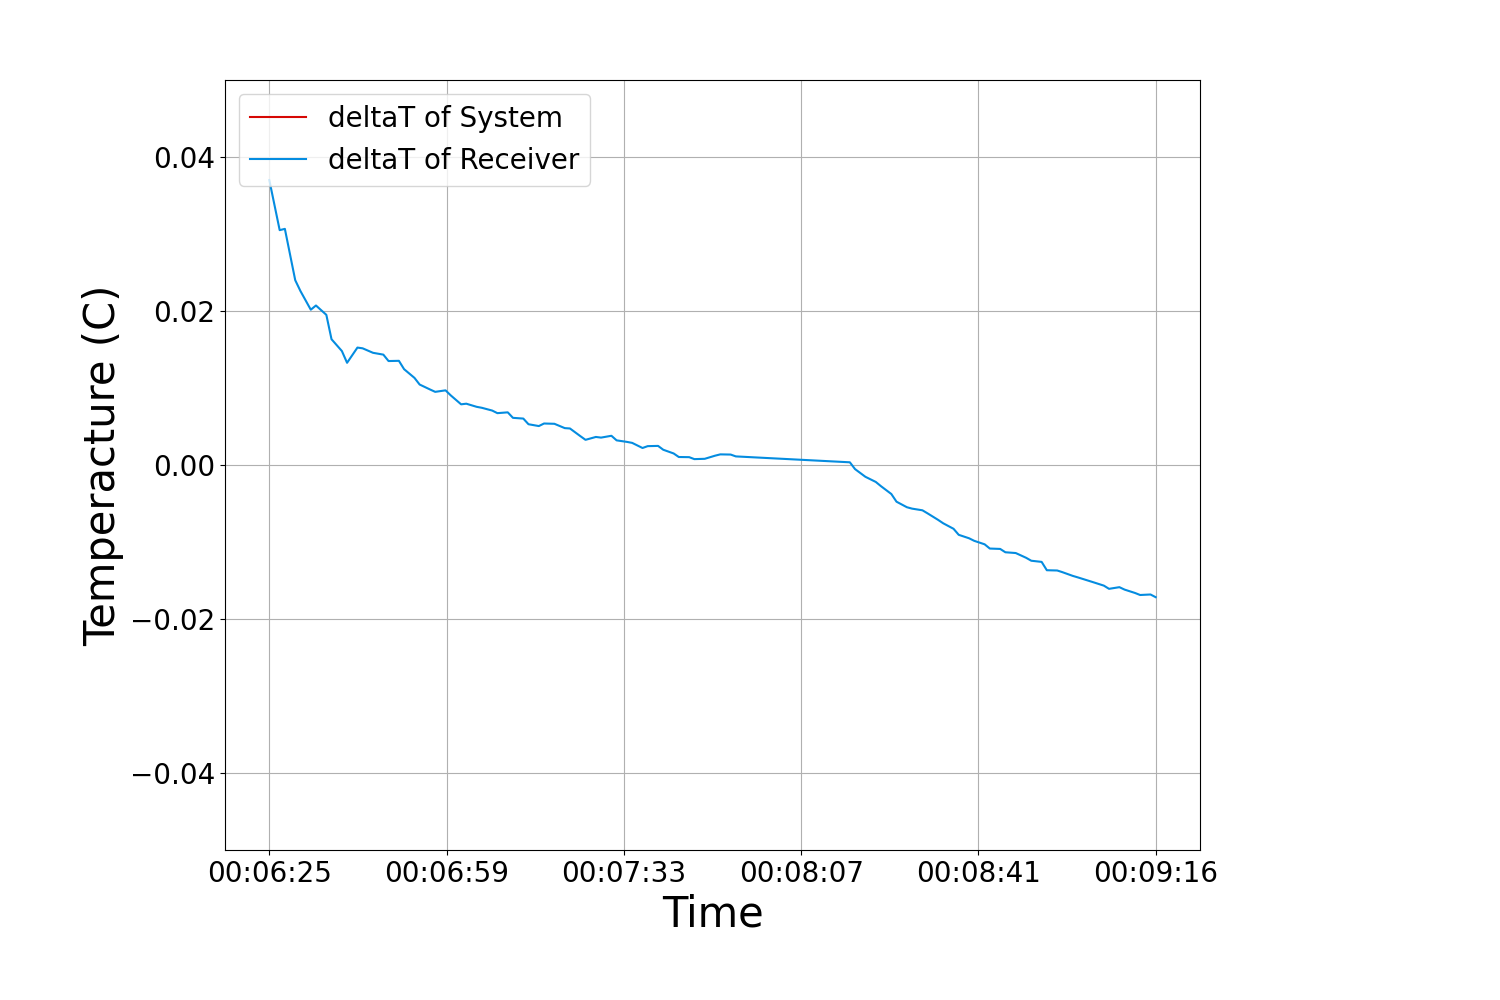 deltaT of System
deltaT of Receiver
0.04
0.02
0.00
−0.02
−0.04
Temperacture (C)
00:06:25 00:06:59 00:07:33 00:08:07 00:08:41 00:09:16
Time